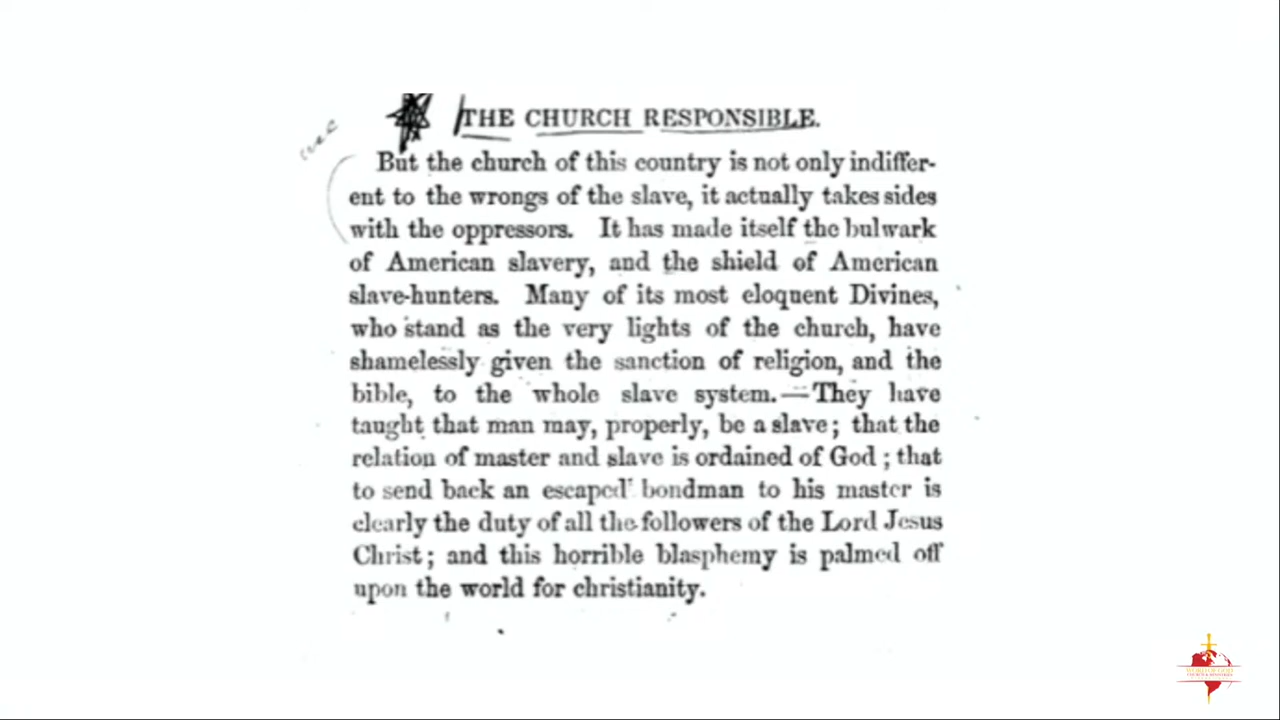 THE CHURCH RESPONSIBLE.
But the church of this country is not only indiffer-
ent to the wrongs of the slave, it actually takes sides
with the oppressors. It has made itself the bulwark
of American slavery, and the shield of American
slave-hunters. Many of its most eloquent Divines,
who stand as the very lights of the church, have
shamelessly given the sanction of religion, and the
bible, to the whole slave system.—They have
taught that man may, properly, be a slave; that the
relation of master and slave is ordained of God; that
to send back an escaped bondman to his master is
clearly the duty of all the followers of the Lord Jesus
Christ; and this horrible blasphemy is palmed off
upon the world for christianity.